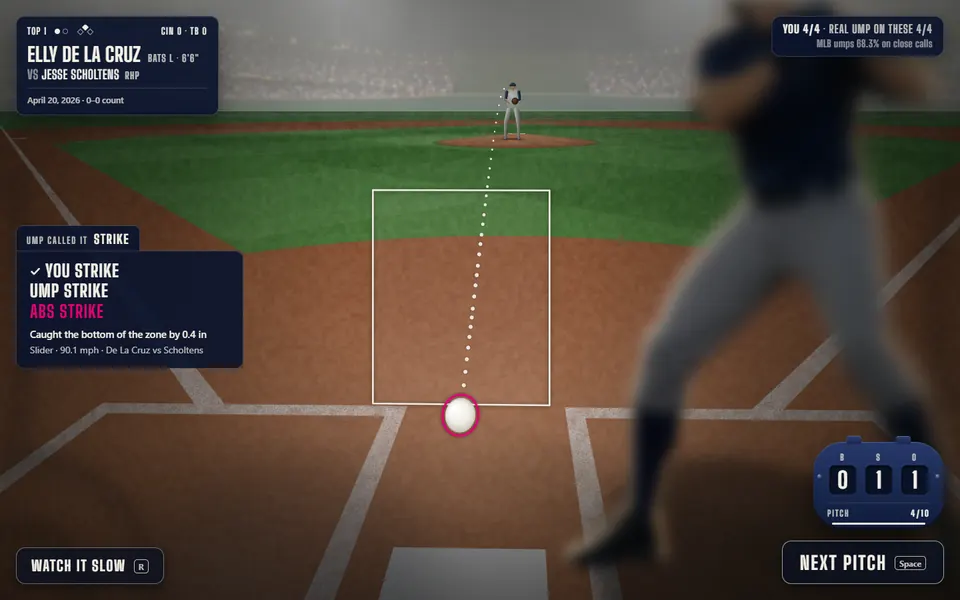 TOP 1 CIN 0 · TB 0
ELLY DE LA CRUZ BATS L · 6'6"
VS JESSE SCHOLTENS RHP
April 20, 2026 · 0–0 count
YOU 4/4 · REAL UMP ON THESE 4/4
MLB umps 88.3% on close calls
UMP CALLED IT STRIKE
✓ YOU STRIKE
UMP STRIKE
ABS STRIKE
Caught the bottom of the zone by 0.4 in
Slider · 90.1 mph · De La Cruz vs Scholtens
B S O
0 1 1
PITCH 4/10
WATCH IT SLOW R
NEXT PITCH Space